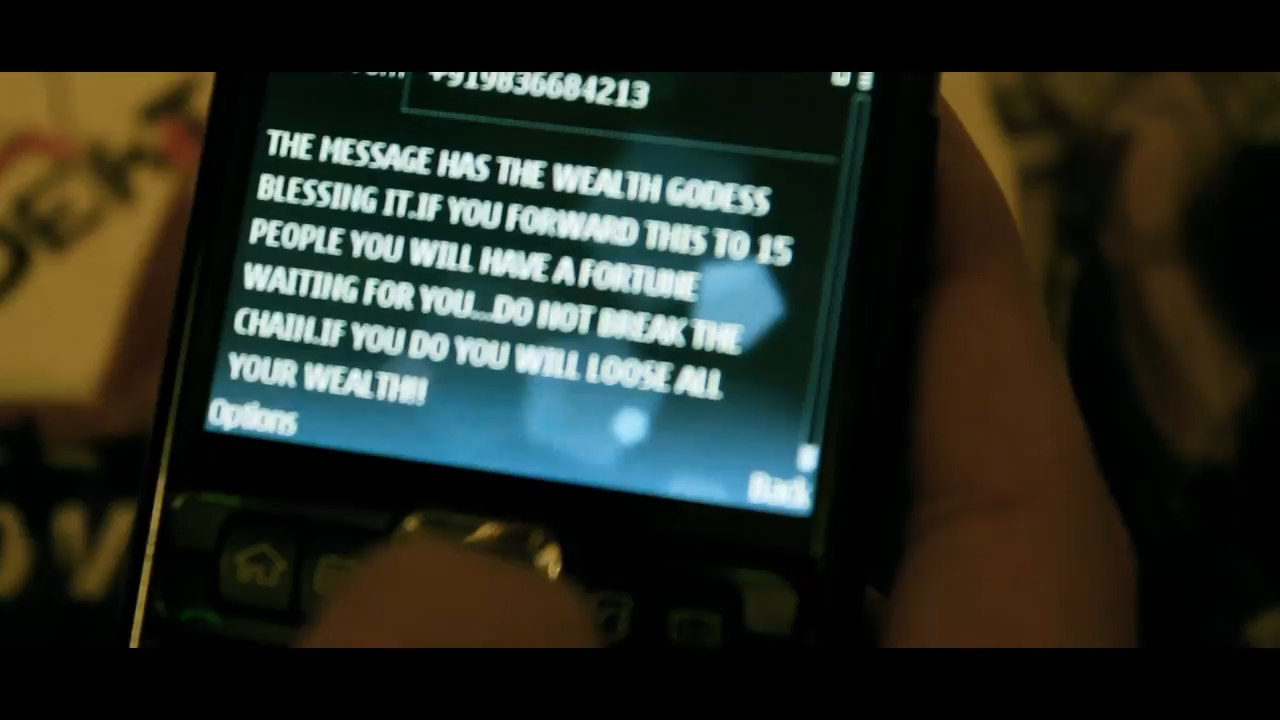 +919836684213
THE MESSAGE HAS THE WEALTH GODESS
BLESSING IT.IF YOU FORWARD THIS TO 15
PEOPLE YOU WILL HAVE A FORTUNE
WAITING FOR YOU...DO NOT BREAK THE
CHAIN.IF YOU DO YOU WILL LOOSE ALL
YOUR WEALTH!!
Options
Back